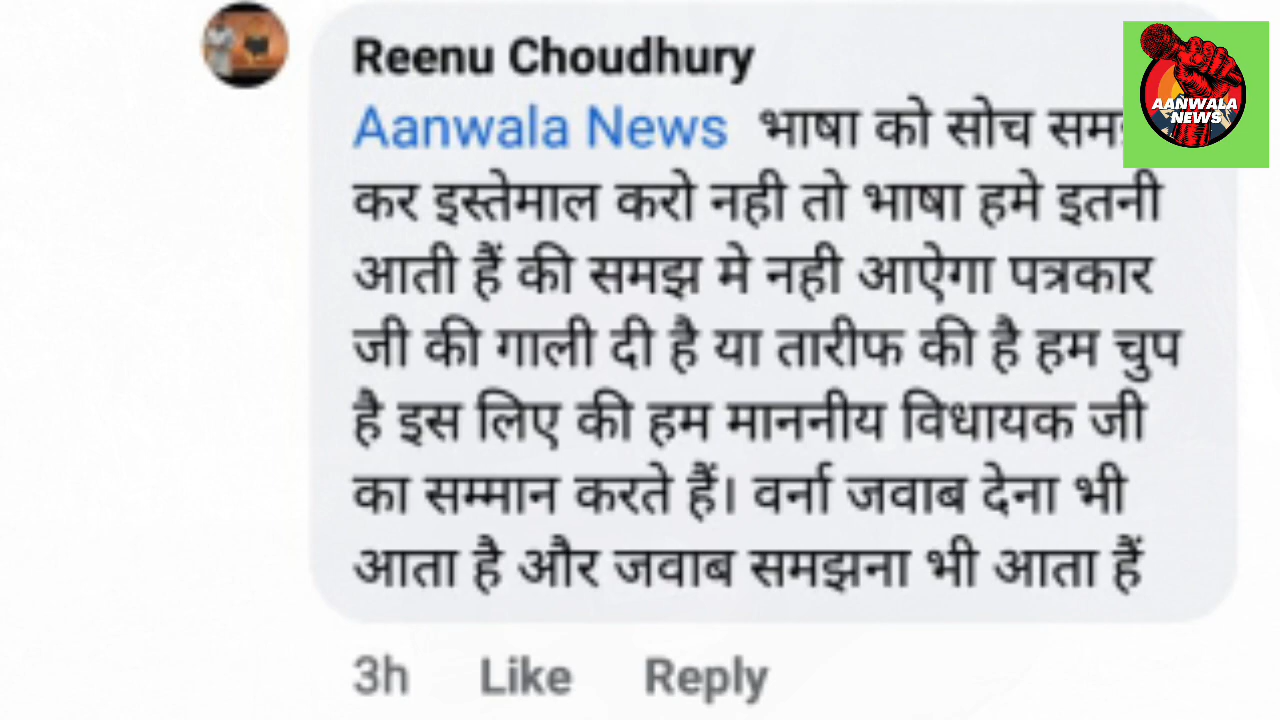 Reenu Choudhury
Aanwala News भाषा को सोच
कर इस्तेमाल करो नही तो भाषा हमे इतनी
आती हैं की समझ मे नही आऐगा पत्रकार
जी की गाली दी है या तारीफ की है हम चुप
है इस लिए की हम माननीय विधायक जी
का सम्मान करते हैं। वर्ना जवाब देना भी
आता है और जवाब समझना भी आता हैं
3h Like Reply
AANWALA
NEWS